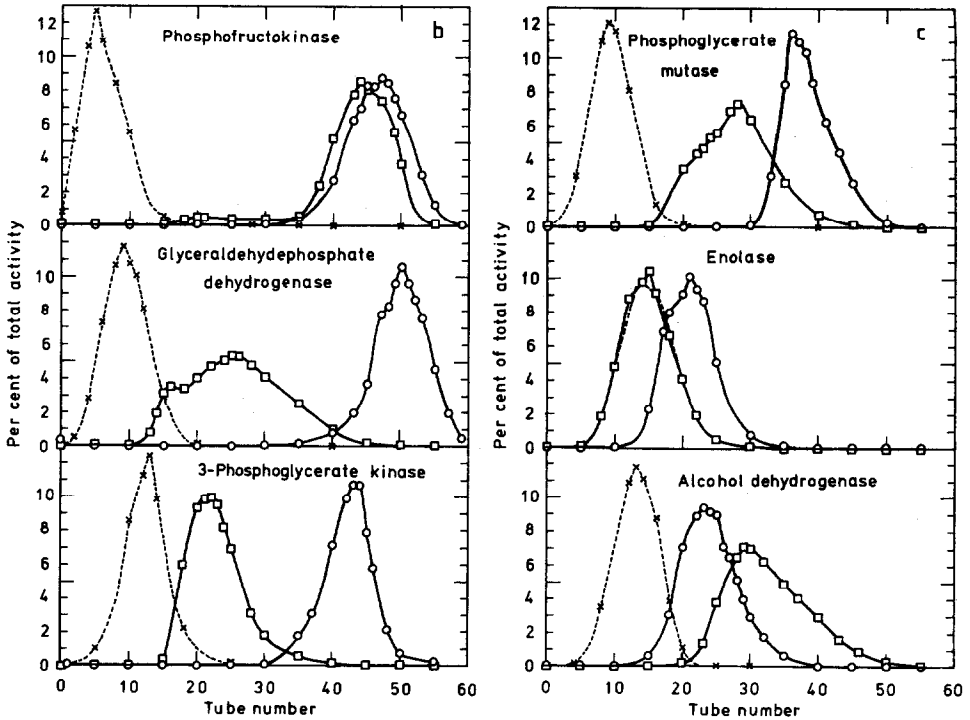 b
Phosphofructokinase
12
10
8
6
4
2
0
Glyceraldehydephosphate
dehydrogenase
10
8
6
4
2
0
3-Phosphoglycerate kinase
10
8
6
4
2
0
0 10 20 30 40 50 60
Tube number
Per cent of total activity
c
Phosphoglycerate
mutase
12
10
8
6
4
2
0
Enolase
10
8
6
4
2
0
Alcohol dehydrogenase
10
8
6
4
2
0
0 10 20 30 40 50 60
Tube number
Per cent of total activity